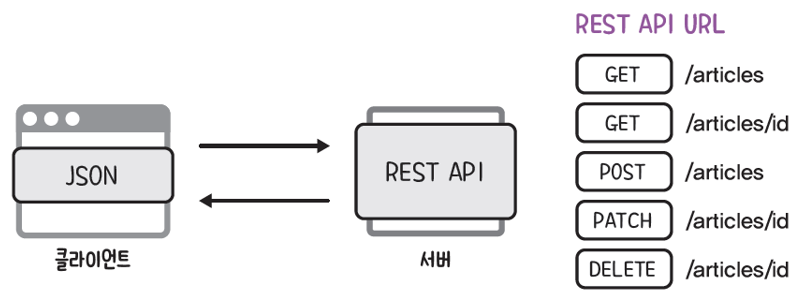 REST API URL
GET /articles
GET /articles/id
POST /articles
PATCH /articles/id
DELETE /articles/id
JSON
REST API
클라이언트
서버